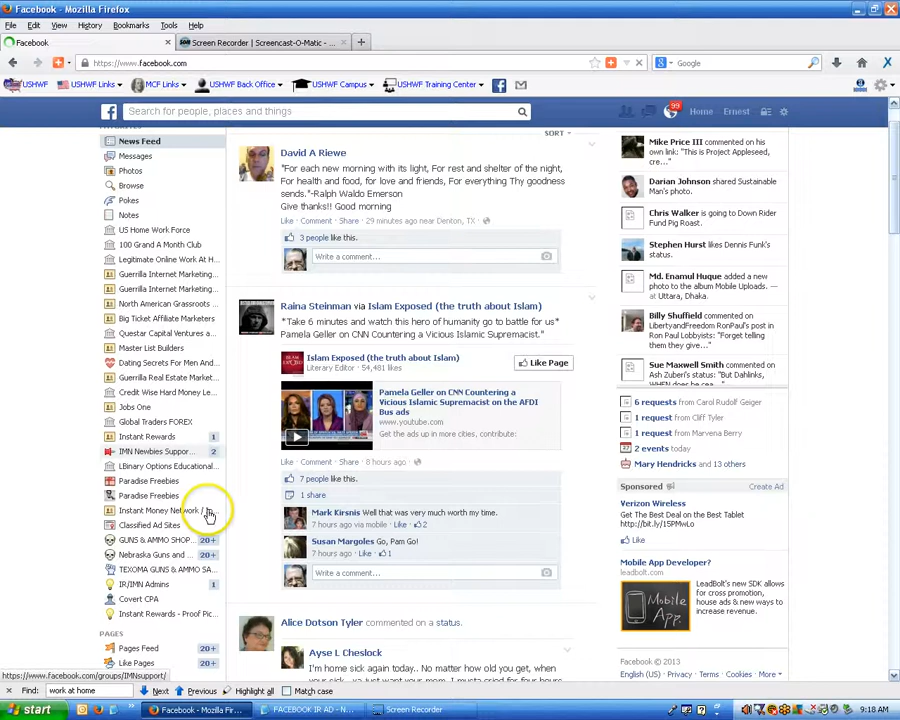 Facebook - Mozilla Firefox
File Edit View History Bookmarks Tools Help
Facebook × Screen Recorder | Screencast-O-Matic - ... × +
https://www.facebook.com Google
USHWF USHWF Links MCF Links USHWF Back Office USHWF Campus USHWF Training Center
Search for people, places and things 99 Home Ernest
FAVORITES
News Feed
Messages
Photos
Browse
Pokes
Notes
US Home Work Force
100 Grand A Month Club
Legitimate Online Work At H...
Guerrilla Internet Marketing...
Guerrilla Internet Marketing...
North American Grassroots ...
Big Ticket Affiliate Marketers
Questar Capital Ventures a...
Master List Builders
Dating Secrets For Men And...
Guerrilla Real Estate Market...
Credit Wise Hard Money Le...
Jobs One
Global Traders FOREX
Instant Rewards 1
IMN Newbies Suppor... 2
LBinary Options Educational...
Paradise Freebies
Paradise Freebies
Instant Money Network /
Classified Ad Sites
GUNS & AMMO SHOP... 20+
Nebraska Guns and ... 20+
TEXOMA GUNS & AMMO SA...
IR/IMN Admins 1
Covert CPA
Instant Rewards - Proof Pic...
PAGES
Pages Feed 20+
Like Pages 20+
https://www.facebook.com/groups/IMNsupport/
SORT
David A Riewe
"For each new morning with its light, For rest and shelter of the night,
For health and food, for love and friends, For everything Thy goodness
sends."-Ralph Waldo Emerson
Give thanks!! Good morning
Like · Comment · Share · 29 minutes ago near Denton, TX ·
3 people like this.
Write a comment...
Raina Steinman via Islam Exposed (the truth about Islam)
"Take 6 minutes and watch this hero of humanity go to battle for us"
Pamela Geller on CNN Countering a Vicious Islamic Supremacist."
Islam Exposed (the truth about Islam)
Literary Editor · 54,481 likes
Like Page
Pamela Geller on CNN Countering a
Vicious Islamic Supremacist on the AFDI
Bus ads
www.youtube.com
Get the ads up in more cities, contribute:
Like · Comment · Share · 8 hours ago ·
7 people like this.
1 share
Mark Kirsnis Wow that was very much worth my time.
7 hours ago via mobile · Like · 2
Susan Margoles Go, Pam Go!
7 hours ago · Like · 1
Write a comment...
Alice Dotson Tyler commented on a status.
Ayse L Cheslock
I'm home sick again today.. No matter how old you get, when
Mike Price III commented on
his own link: "This is Project Appleseed,
cre..."
Darian Johnson shared Sustainable
Man's photo.
Chris Walker is going to Down Rider
Fund Pig Roast.
Stephen Hurst likes Dennis Funk's
status.
Md. Enamul Huque added a new
photo to the album Mobile Uploads. —
at Uttara, Dhaka.
Billy Shuffield commented on
LibertyandFreedom RonPaul's post in
Ron Paul: "Forget telling them they're..."
Sue Maxwell Smith commented on
Ash Zuberi's status: "But Dahlinks,
6 requests from Carol Rudolf Geiger
1 request from Cliff Tyler
1 request from Marvena Berry
2 events today
Mary Hendricks and 13 others
Sponsored Create Ad
Verizon Wireless
Get The Best Deal on the Best Tablet
http://bit.ly/15PMwLo
Like
Mobile App Developer?
leadbolt.com
LeadBolt's new SDK allows
for cross promotion,
house ads & new ways to
increase revenue.
Facebook © 2013
English (US) · Privacy · Terms · Cookies · More
× Find: work at home Next Previous Highlight all Match case
start Facebook - Mozilla Fir... FACEBOOK IR AD - N... Screen Recorder 9:18 AM